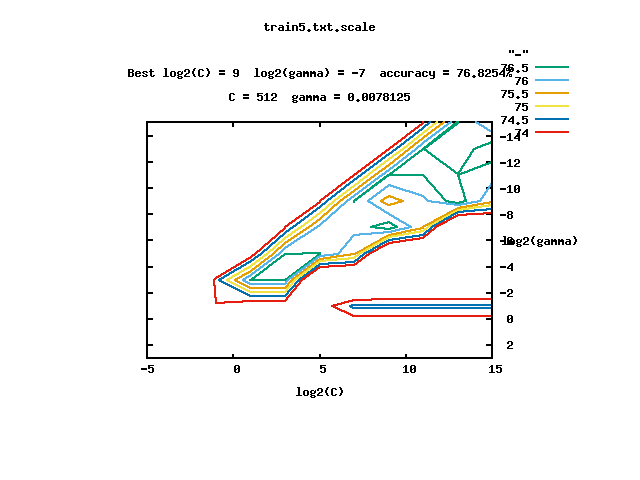 train5.txt.scale
"-"
Best log2(C) = 9  log2(gamma) = -7  accuracy = 76.8254%
76.5
76
75.5
75
74.5
74
C = 512  gamma = 0.0078125
-14
-12
-10
-8
-6
-4
-2
0
2
log2(gamma)
-5 0 5 10 15
log2(C)